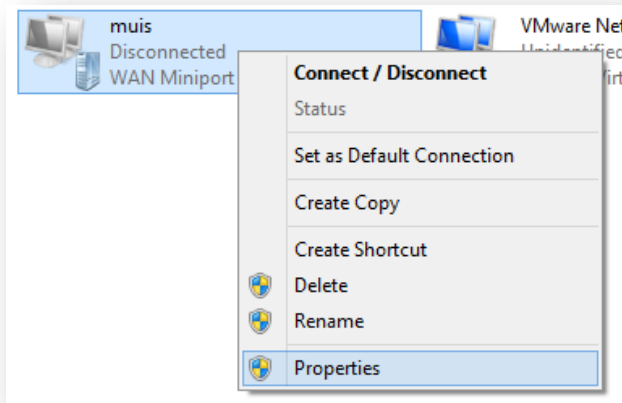 muis
Disconnected
WAN Miniport
VMware Net
Connect / Disconnect
Status
Set as Default Connection
Create Copy
Create Shortcut
Delete
Rename
Properties